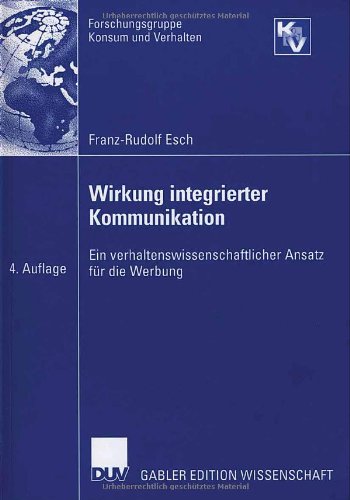 Urheberrechtlich geschütztes Material
Forschungsgruppe
Konsum und Verhalten
KV
Franz-Rudolf Esch
Wirkung integrierter
Kommunikation
Ein verhaltenswissenschaftlicher Ansatz
für die Werbung
4. Auflage
DUV
GABLER EDITION WISSENSCHAFT
Urheberrechtlich geschütztes Material